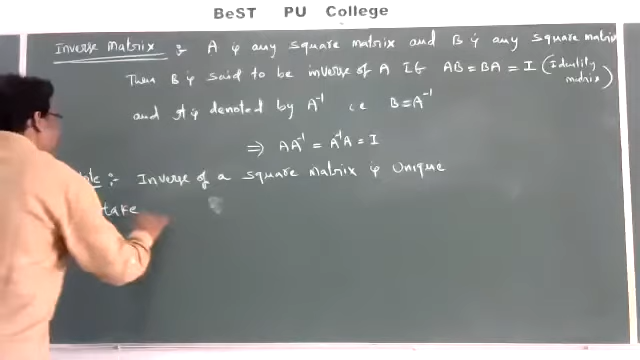 BeST PU College
Inverse Matrix : A is any square matrix and B is any square matrix
Then B is said to be inverse of A If AB = BA = I (Identity matrix)
and it is denoted by A⁻¹ i.e B = A⁻¹
⇒ AA⁻¹ = A⁻¹A = I
:- Inverse of a square matrix is Unique
take